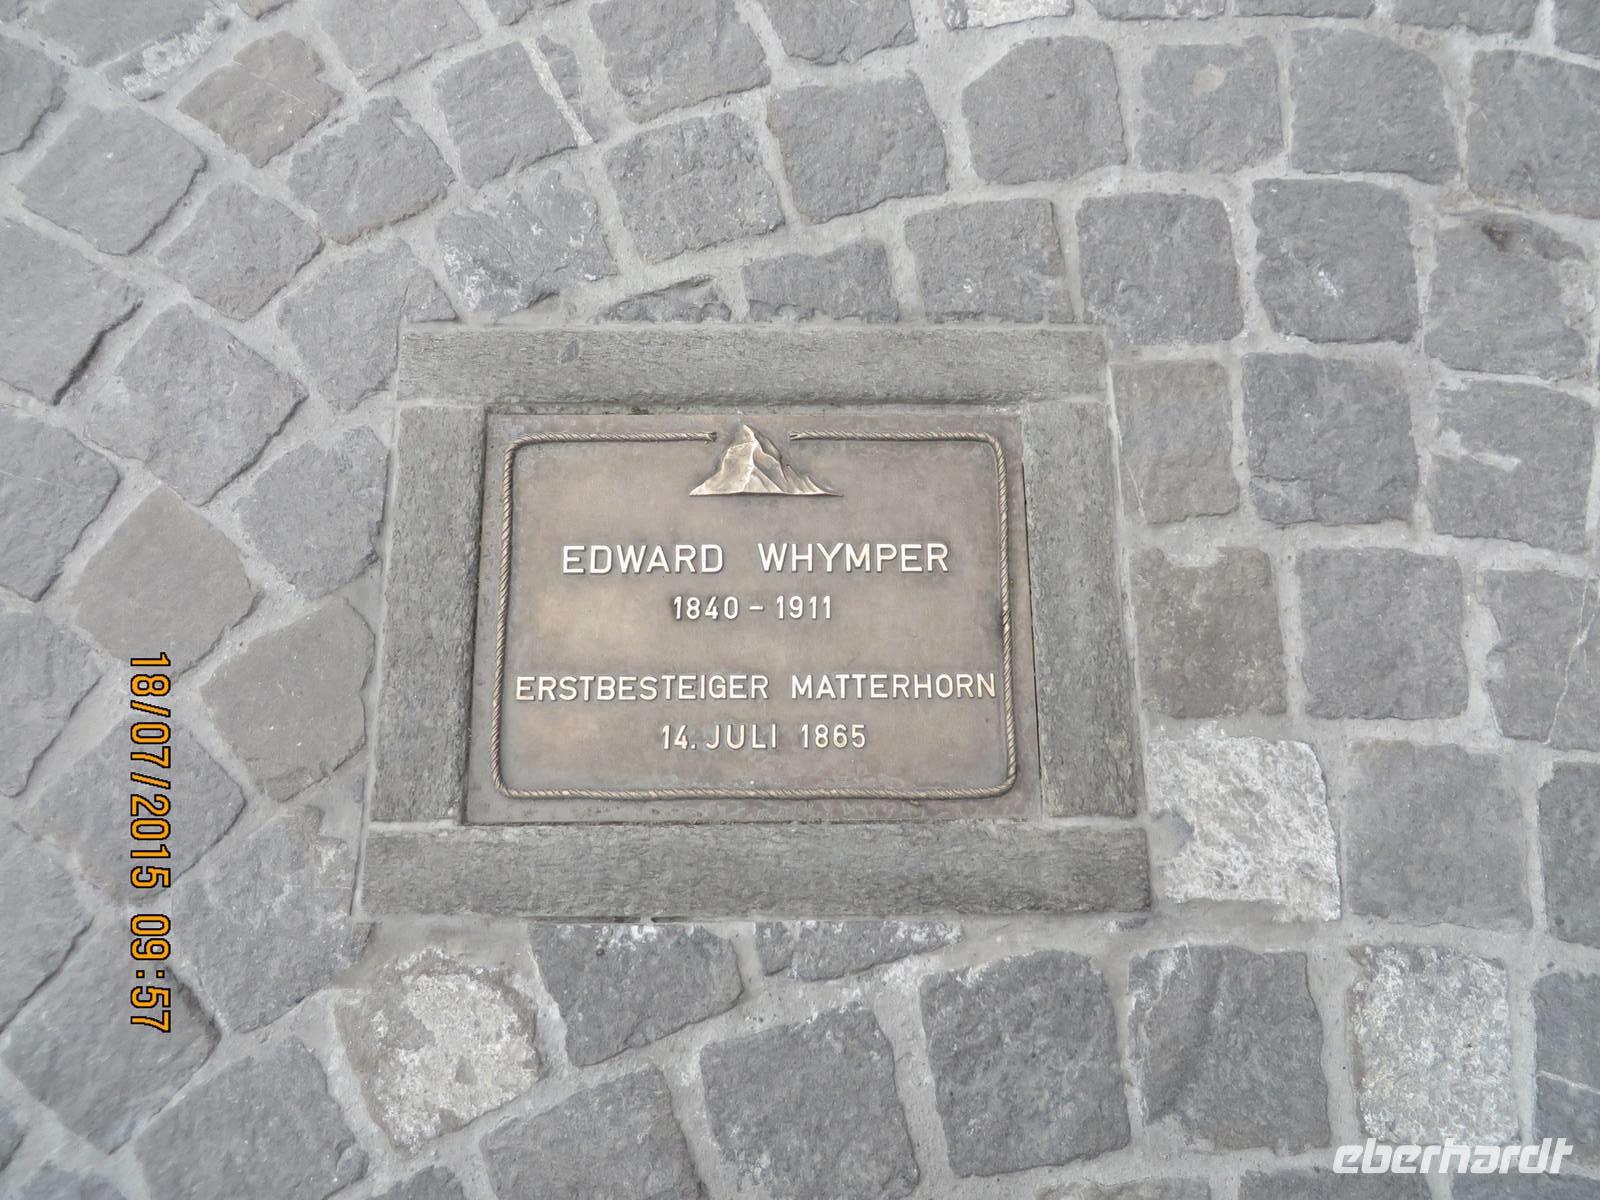 EDWARD WHYMPER
1840 – 1911
ERSTBESTEIGER MATTERHORN
14. JULI 1865
18/07/2015 09:57
eberhardt